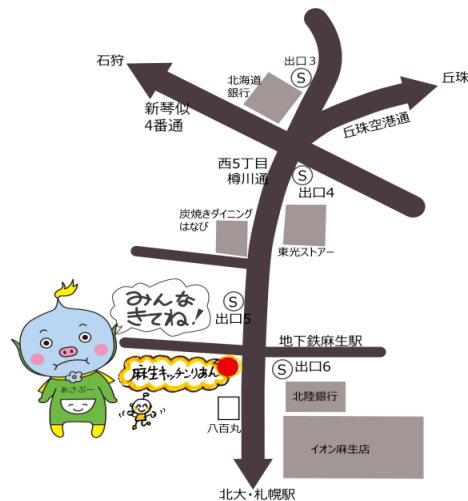 石狩
出口3
S
北海道
銀行
丘珠
新琴似
4番通
丘珠空港通
西5丁目
樽川通
S
出口4
炭焼きダイニング
はなび
東光ストアー
みんな
きてね!
S
出口5
地下鉄麻生駅
麻生キッチンりあん
S
出口6
あさぶー
北陸銀行
八百丸
イオン麻生店
北大・札幌駅